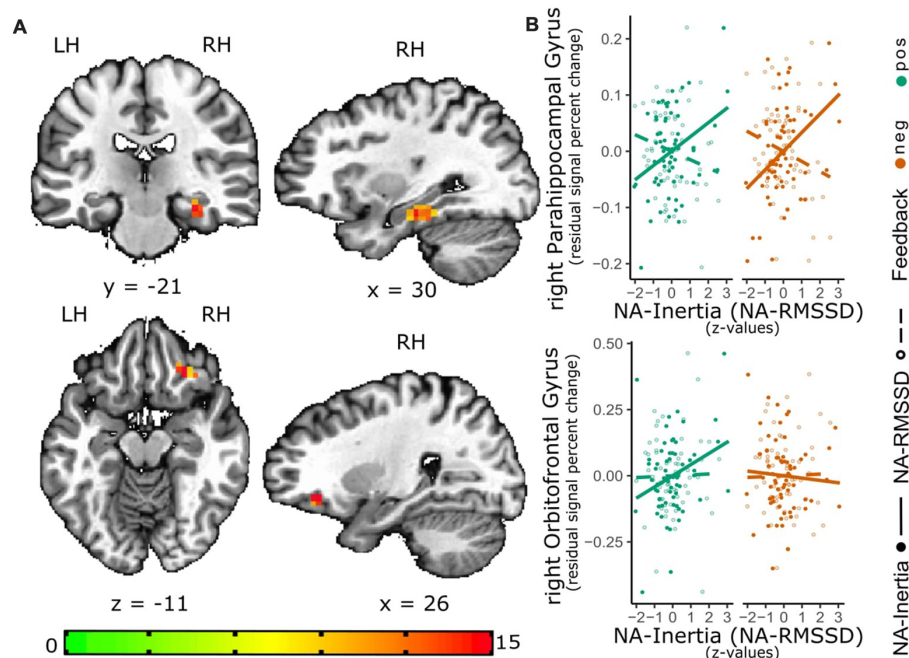 A
LH
RH
RH
y = -21
x = 30
LH
RH
RH
z = -11
x = 26
0
15
B
right Parahippocampal Gyrus
(residual signal percent change)
0.2
0.1
0.0
−0.1
−0.2
−2−1 0 1 2 3
−2−1 0 1 2 3
NA-Inertia (NA-RMSSD)
(z-values)
right Orbitofrontal Gyrus
(residual signal percent change)
0.50
0.25
0.00
−0.25
−2−1 0 1 2 3
−2−1 0 1 2 3
NA-Inertia (NA-RMSSD)
(z-values)
NA-Inertia
NA-RMSSD
Feedback
neg
pos